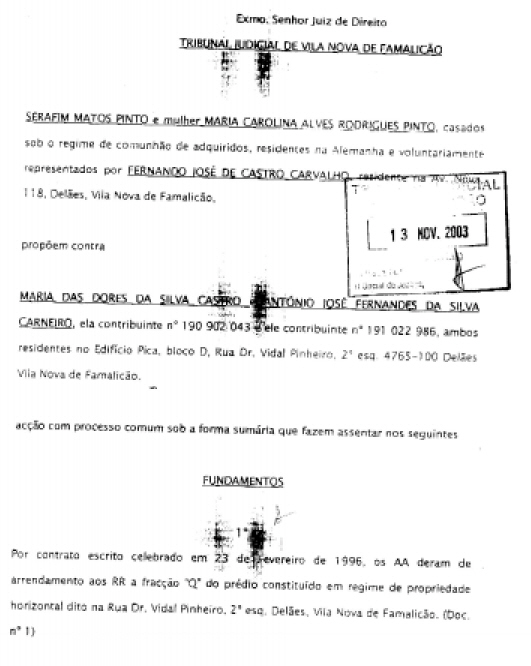 Exmo. Senhor Juiz de Direito
TRIBUNAL JUDICIAL DE VILA NOVA DE FAMALICÃO
SERAFIM MATOS PINTO e mulher MARIA CAROLINA ALVES RODRIGUES PINTO, casados
sob o regime de comunhão de adquiridos, residentes na Alemanha e voluntariamente
representados por FERNANDO JOSÉ DE CASTRO CARVALHO, residente na Av. Nova
118, Delães, Vila Nova de Famalicão,
CIAL
13 NOV. 2003
propõem contra
MARIA DAS DORES DA SILVA CASTRO e ANTÓNIO JOSÉ FERNANDES DA SILVA
CARNEIRO, ela contribuinte nº 190 902 043 e ele contribuinte nº 191 022 986, ambos
residentes no Edifício Pica, bloco D, Rua Dr. Vidal Pinheiro, 2º esq. 4765-100 Delães
Vila Nova de Famalicão.
acção com processo comum sob a forma sumária que fazem assentar nos seguintes
FUNDAMENTOS
1º
Por contrato escrito celebrado em 23 de Fevereiro de 1996, os AA deram de
arrendamento aos RR a fracção "Q" do prédio constituído em regime de propriedade
horizontal dito na Rua Dr. Vidal Pinheiro, 2º esq. Delães, Vila Nova de Famalicão. (Doc.
nº 1)